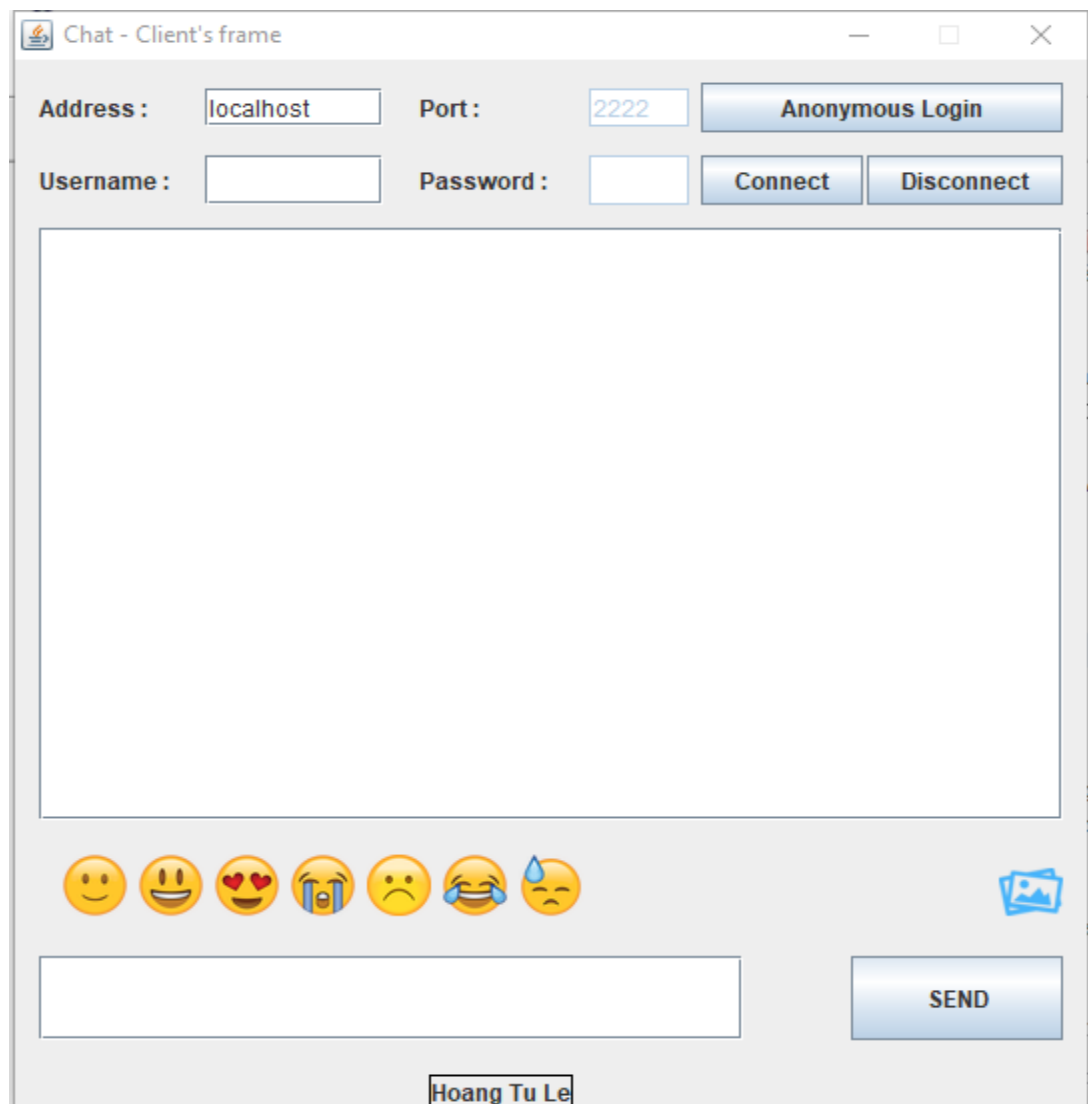 Chat - Client's frame
Address : localhost Port : 2222 Anonymous Login
Username : Password : Connect Disconnect
SEND
Hoang Tu Le